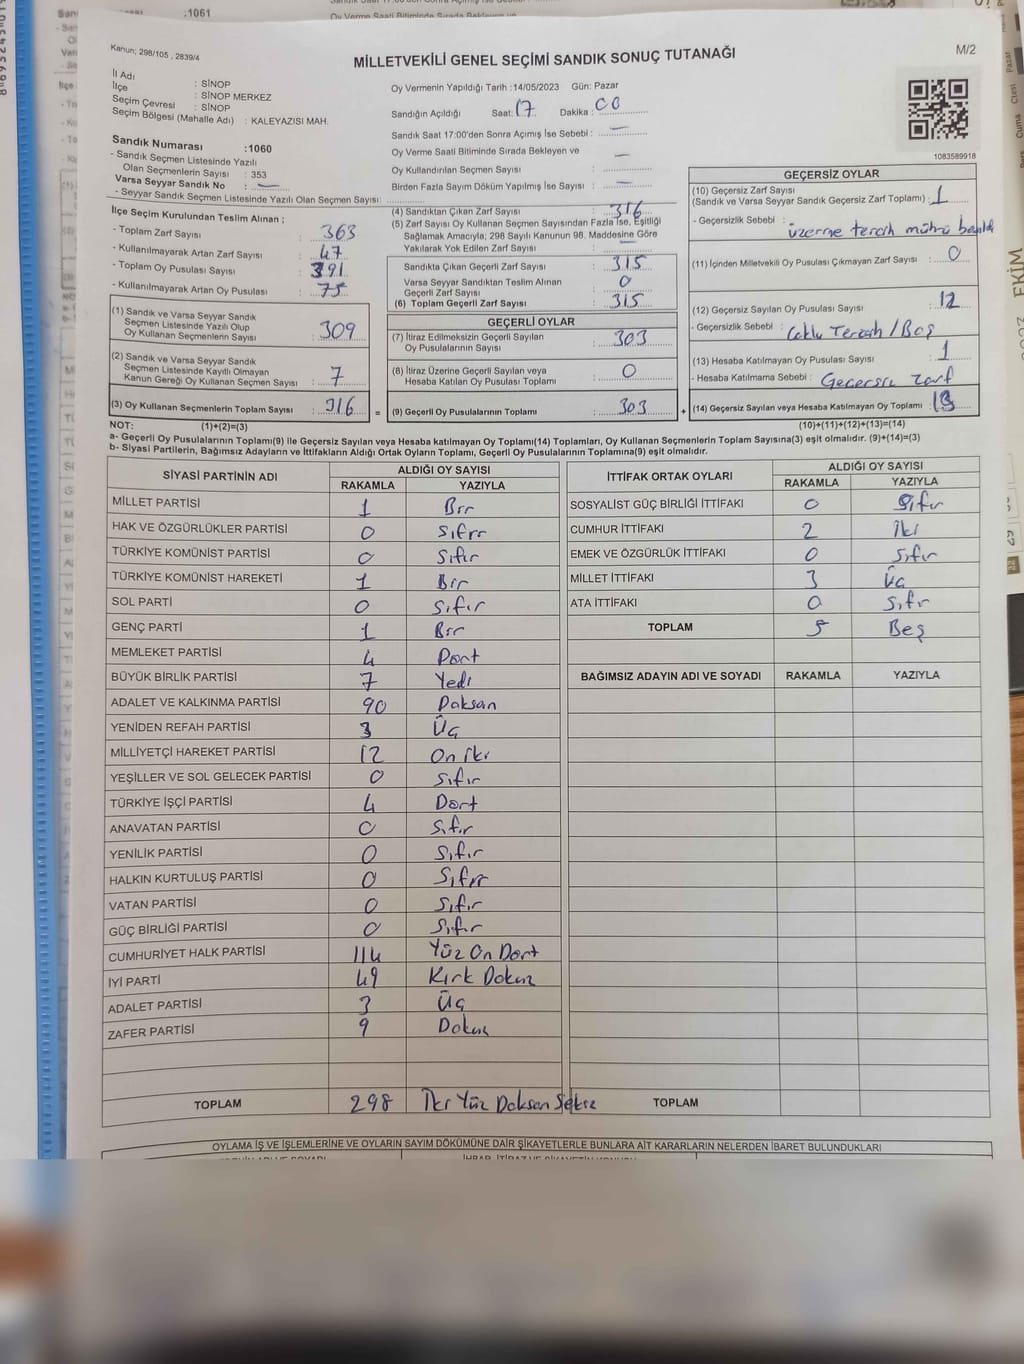 :1061
Kanun; 298/105 , 2839/4
MİLLETVEKİLİ GENEL SEÇİMİ SANDIK SONUÇ TUTANAĞI
M/2
İl Adı : SİNOP
İlçe : SİNOP MERKEZ
Seçim Çevresi : SİNOP
Seçim Bölgesi (Mahalle Adı) : KALEYAZISI MAH.
Oy Vermenin Yapıldığı Tarih :14/05/2023 Gün: Pazar
Sandığın Açıldığı Saat: 17 Dakika: 00
Sandık Saat 17:00'den Sonra Açımış İse Sebebi : —
Oy Verme Saati Bitiminde Sırada Bekleyen ve
Oy Kullandırılan Seçmen Sayısı : —
Birden Fazla Sayım Döküm Yapılmış İse Sayısı : —
Sandık Numarası :1060
- Sandık Seçmen Listesinde Yazılı
Olan Seçmenlerin Sayısı : 353
Varsa Seyyar Sandık No : —
- Seyyar Sandık Seçmen Listesinde Yazılı Olan Seçmen Sayısı:
1083589918
İlçe Seçim Kurulundan Teslim Alınan ;
- Toplam Zarf Sayısı : 363
- Kullanılmayarak Artan Zarf Sayısı : 47
- Toplam Oy Pusulası Sayısı : 391
- Kullanılmayarak Artan Oy Pusulası : 75
(1) Sandık ve Varsa Seyyar Sandık
Seçmen Listesinde Yazılı Olup
Oy Kullanan Seçmenlerin Sayısı : 309
(2) Sandık ve Varsa Seyyar Sandık
Seçmen Listesinde Kayıtlı Olmayan
Kanun Gereği Oy Kullanan Seçmen Sayısı : 7
(3) Oy Kullanan Seçmenlerin Toplam Sayısı : 316 =
(4) Sandıktan Çıkan Zarf Sayısı : 316
(5) Zarf Sayısı Oy Kullanan Seçmen Sayısından Fazla İse, Eşitliği
Sağlamak Amacıyla; 298 Sayılı Kanunun 98. Maddesine Göre
Yakılarak Yok Edilen Zarf Sayısı : —
Sandıkta Çıkan Geçerli Zarf Sayısı : 315
Varsa Seyyar Sandıktan Teslim Alınan
Geçerli Zarf Sayısı : 0
(6) Toplam Geçerli Zarf Sayısı : 315
GEÇERLİ OYLAR
(7) İtiraz Edilmeksizin Geçerli Sayılan
Oy Pusulalarının Sayısı : 303
(8) İtiraz Üzerine Geçerli Sayılan veya
Hesaba Katılan Oy Pusulası Toplamı : 0
(9) Geçerli Oy Pusulalarının Toplamı : 303 +
GEÇERSİZ OYLAR
(10) Geçersiz Zarf Sayısı
(Sandık ve Varsa Seyyar Sandık Geçersiz Zarf Toplamı) : 1
- Geçersizlik Sebebi : üzerine tercih mührü
(11) İçinden Milletvekili Oy Pusulası Çıkmayan Zarf Sayısı : 0
(12) Geçersiz Sayılan Oy Pusulası Sayısı : 12
- Geçersizlik Sebebi : Çoklu Tercih / Boş
(13) Hesaba Katılmayan Oy Pusulası Sayısı : 1
- Hesaba Katılmama Sebebi : Geçersiz zarf
(14) Geçersiz Sayılan veya Hesaba Katılmayan Oy Toplamı : 13
NOT: (1)+(2)=(3)
(10)+(11)+(12)+(13)=(14)
a- Geçerli Oy Pusulalarının Toplamı(9) ile Geçersiz Sayılan veya Hesaba katılmayan Oy Toplamı(14) Toplamları, Oy Kullanan Seçmenlerin Toplam Sayısına(3) eşit olmalıdır. (9)+(14)=(3)
b- Siyasi Partilerin, Bağımsız Adayların ve İttifakların Aldığı Ortak Oyların Toplamı, Geçerli Oy Pusulalarının Toplamına(9) eşit olmalıdır.
SİYASİ PARTİNİN ADI ALDIĞI OY SAYISI
RAKAMLA YAZIYLA
MİLLET PARTİSİ 1 Bir
HAK VE ÖZGÜRLÜKLER PARTİSİ 0 Sıfır
TÜRKİYE KOMÜNİST PARTİSİ 0 Sıfır
TÜRKİYE KOMÜNİST HAREKETİ 1 Bir
SOL PARTİ 0 Sıfır
GENÇ PARTİ 1 Bir
MEMLEKET PARTİSİ 4 Dört
BÜYÜK BİRLİK PARTİSİ 7 Yedi
ADALET VE KALKINMA PARTİSİ 90 Doksan
YENİDEN REFAH PARTİSİ 3 Üç
MİLLİYETÇİ HAREKET PARTİSİ 12 On iki
YEŞİLLER VE SOL GELECEK PARTİSİ 0 Sıfır
TÜRKİYE İŞÇİ PARTİSİ 4 Dört
ANAVATAN PARTİSİ 0 Sıfır
YENİLİK PARTİSİ 0 Sıfır
HALKIN KURTULUŞ PARTİSİ 0 Sıfır
VATAN PARTİSİ 0 Sıfır
GÜÇ BİRLİĞİ PARTİSİ 0 Sıfır
CUMHURİYET HALK PARTİSİ 114 Yüz On Dört
İYİ PARTİ 49 Kırk Dokuz
ADALET PARTİSİ 3 Üç
ZAFER PARTİSİ 9 Dokuz
TOPLAM 298 İki Yüz Doksan Sekiz
İTTİFAK ORTAK OYLARI ALDIĞI OY SAYISI
RAKAMLA YAZIYLA
SOSYALİST GÜÇ BİRLİĞİ İTTİFAKI 0 Sıfır
CUMHUR İTTİFAKI 2 İki
EMEK VE ÖZGÜRLÜK İTTİFAKI 0 Sıfır
MİLLET İTTİFAKI 3 Üç
ATA İTTİFAKI 0 Sıfır
TOPLAM 5 Beş
BAĞIMSIZ ADAYIN ADI VE SOYADI RAKAMLA YAZIYLA
TOPLAM
OYLAMA İŞ VE İŞLEMLERİNE VE OYLARIN SAYIM DÖKÜMÜNE DAİR ŞİKAYETLERLE BUNLARA AİT KARARLARIN NELERDEN İBARET BULUNDUKLARI
EKİM
Pazar
Ctesi
Cuma